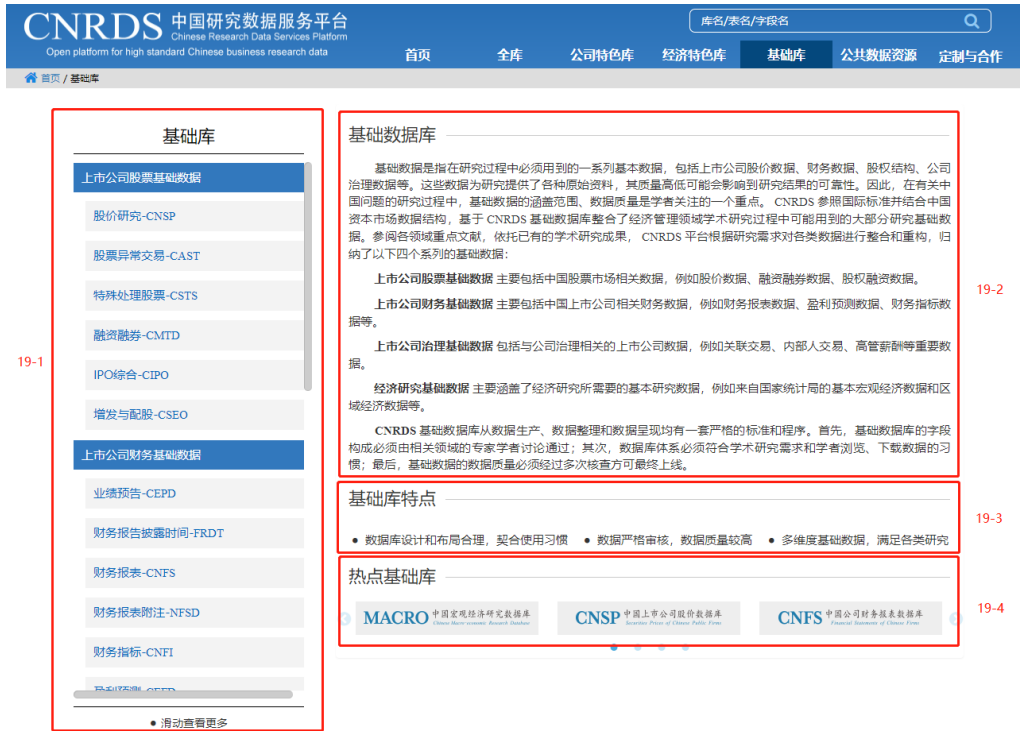 CNRDS 中国研究数据服务平台
Chinese Research Data Services Platform
Open platform for high standard Chinese business research data
库名/表名/字段名
首页 全库 公司特色库 经济特色库 基础库 公共数据资源 定制与合作
首页 / 基础库
19-1
基础库
上市公司股票基础数据
股价研究-CNSP
股票异常交易-CAST
特殊处理股票-CSTS
融资融券-CMTD
IPO综合-CIPO
增发与配股-CSEO
上市公司财务基础数据
业绩预告-CEPD
财务报告披露时间-FRDT
财务报表-CNFS
财务报表附注-NFSD
财务指标-CNFI
● 滑动查看更多
基础数据库
基础数据是指在研究过程中必须用到的一系列基本数据，包括上市公司股价数据、财务数据、股权结构、公司
治理数据等。这些数据为研究提供了各种原始资料，其质量高低可能会影响到研究结果的可靠性。因此，在有关中
国问题的研究过程中，基础数据的涵盖范围、数据质量是学者关注的一个重点。 CNRDS 参照国际标准并结合中国
资本市场数据结构，基于 CNRDS 基础数据库整合了经济管理领域学术研究过程中可能用到的大部分研究基础数
据。参阅各领域重点文献，依托已有的学术研究成果， CNRDS 平台根据研究需求对各类数据进行整合和重构，归
纳了以下四个系列的基础数据：
上市公司股票基础数据 主要包括中国股票市场相关数据，例如股价数据、融资融券数据、股权融资数据。
上市公司财务基础数据 主要包括中国上市公司相关财务数据，例如财务报表数据、盈利预测数据、财务指标数
据等。
上市公司治理基础数据 包括与公司治理相关的上市公司数据，例如关联交易、内部人交易、高管薪酬等重要数
据。
经济研究基础数据 主要涵盖了经济研究所需要的基本研究数据，例如来自国家统计局的基本宏观经济数据和区
域经济数据等。
CNRDS 基础数据库从数据生产、数据整理和数据呈现均有一套严格的标准和程序。首先，基础数据库的字段
构成必须由相关领域的专家学者讨论通过；其次，数据库体系必须符合学术研究需求和学者浏览、下载数据的习
惯；最后，基础数据的数据质量必须经过多次核查方可最终上线。
19-2
基础库特点
● 数据库设计和布局合理，契合使用习惯 ● 数据严格审核，数据质量较高 ● 多维度基础数据，满足各类研究
19-3
热点基础库
MACRO 中国宏观经济研究数据库 CNSP 中国上市公司股价数据库 CNFS 中国公司财务报表数据库
China Macro-economic Research Database Securities Prices of Chinese Public Firms Financial Statements of Chinese Firms
19-4